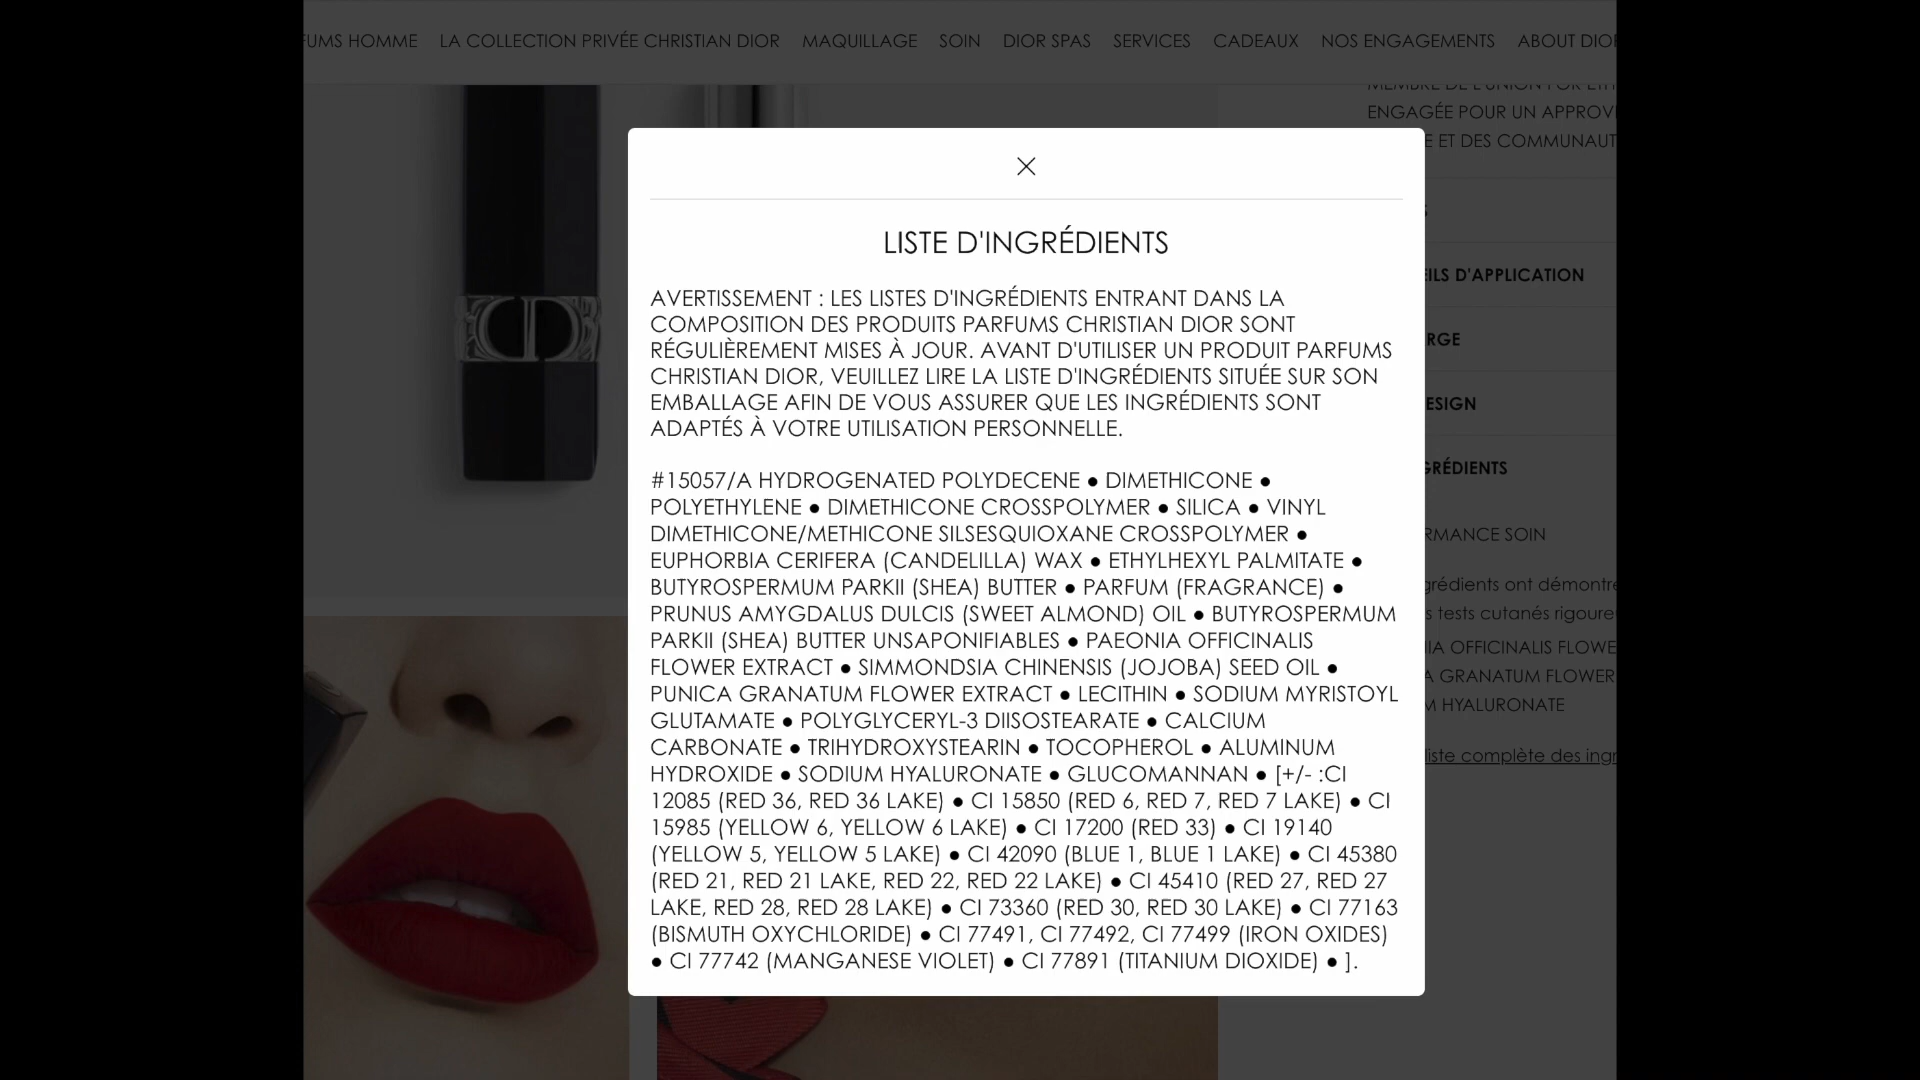 FUMS HOMME LA COLLECTION PRIVÉE CHRISTIAN DIOR MAQUILLAGE SOIN DIOR SPAS SERVICES CADEAUX NOS ENGAGEMENTS ABOUT DIOR
LISTE D'INGRÉDIENTS
AVERTISSEMENT : LES LISTES D'INGRÉDIENTS ENTRANT DANS LA
COMPOSITION DES PRODUITS PARFUMS CHRISTIAN DIOR SONT
RÉGULIÈREMENT MISES À JOUR. AVANT D'UTILISER UN PRODUIT PARFUMS
CHRISTIAN DIOR, VEUILLEZ LIRE LA LISTE D'INGRÉDIENTS SITUÉE SUR SON
EMBALLAGE AFIN DE VOUS ASSURER QUE LES INGRÉDIENTS SONT
ADAPTÉS À VOTRE UTILISATION PERSONNELLE.
#15057/A HYDROGENATED POLYDECENE ● DIMETHICONE ●
POLYETHYLENE ● DIMETHICONE CROSSPOLYMER ● SILICA ● VINYL
DIMETHICONE/METHICONE SILSESQUIOXANE CROSSPOLYMER ●
EUPHORBIA CERIFERA (CANDELILLA) WAX ● ETHYLHEXYL PALMITATE ●
BUTYROSPERMUM PARKII (SHEA) BUTTER ● PARFUM (FRAGRANCE) ●
PRUNUS AMYGDALUS DULCIS (SWEET ALMOND) OIL ● BUTYROSPERMUM
PARKII (SHEA) BUTTER UNSAPONIFIABLES ● PAEONIA OFFICINALIS
FLOWER EXTRACT ● SIMMONDSIA CHINENSIS (JOJOBA) SEED OIL ●
PUNICA GRANATUM FLOWER EXTRACT ● LECITHIN ● SODIUM MYRISTOYL
GLUTAMATE ● POLYGLYCERYL-3 DIISOSTEARATE ● CALCIUM
CARBONATE ● TRIHYDROXYSTEARIN ● TOCOPHEROL ● ALUMINUM
HYDROXIDE ● SODIUM HYALURONATE ● GLUCOMANNAN ● [+/- :CI
12085 (RED 36, RED 36 LAKE) ● CI 15850 (RED 6, RED 7, RED 7 LAKE) ● CI
15985 (YELLOW 6, YELLOW 6 LAKE) ● CI 17200 (RED 33) ● CI 19140
(YELLOW 5, YELLOW 5 LAKE) ● CI 42090 (BLUE 1, BLUE 1 LAKE) ● CI 45380
(RED 21, RED 21 LAKE, RED 22, RED 22 LAKE) ● CI 45410 (RED 27, RED 27
LAKE, RED 28, RED 28 LAKE) ● CI 73360 (RED 30, RED 30 LAKE) ● CI 77163
(BISMUTH OXYCHLORIDE) ● CI 77491, CI 77492, CI 77499 (IRON OXIDES)
● CI 77742 (MANGANESE VIOLET) ● CI 77891 (TITANIUM DIOXIDE) ● ].
CD
ENGAGÉE POUR UN APPROVI
E ET DES COMMUNAUT
ILS D'APPLICATION
RGE
ESIGN
GRÉDIENTS
RMANCE SOIN
grédients ont démontré
s tests cutanés rigoure
IA OFFICINALIS FLOWE
A GRANATUM FLOWER
M HYALURONATE
liste complète des ingr